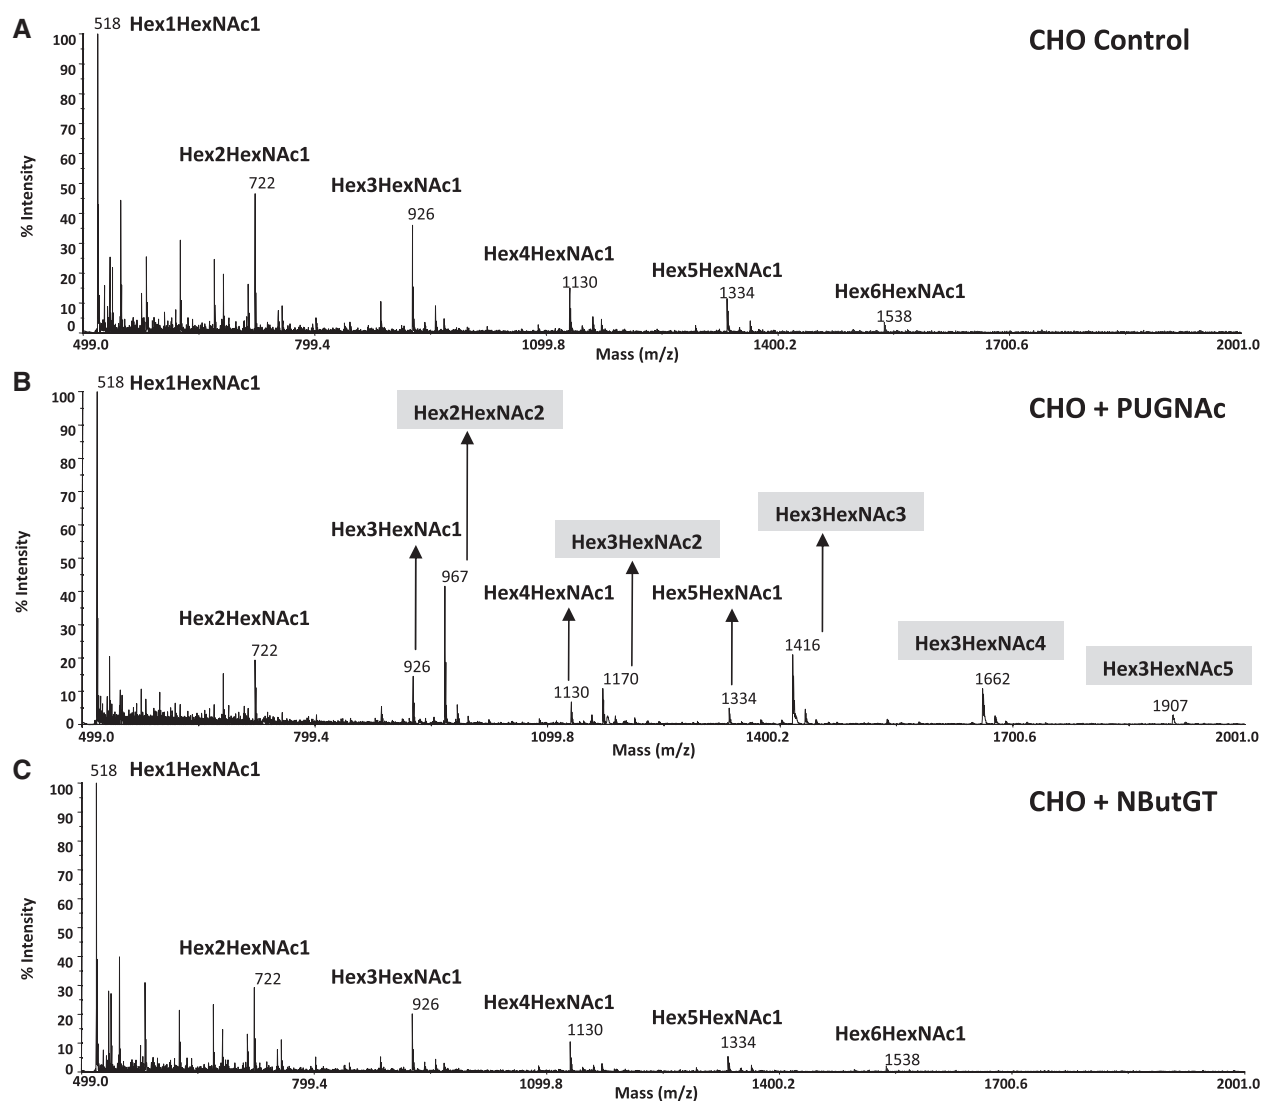 A
518 Hex1HexNAc1
CHO Control
100
90
80
70
60
50
40
30
20
10
0
% Intensity
Hex2HexNAc1
722
Hex3HexNAc1
926
Hex4HexNAc1
1130
Hex5HexNAc1
1334
Hex6HexNAc1
1538
499.0 799.4 1099.8 1400.2 1700.6 2001.0
Mass (m/z)
B
518 Hex1HexNAc1
CHO + PUGNAc
100
90
80
70
60
50
40
30
20
10
0
% Intensity
Hex2HexNAc2
Hex3HexNAc3
Hex3HexNAc1
Hex3HexNAc2
967
Hex4HexNAc1
Hex5HexNAc1
Hex2HexNAc1
722
926
1130
1170
1334
1416
Hex3HexNAc4
1662
Hex3HexNAc5
1907
499.0 799.4 1099.8 1400.2 1700.6 2001.0
Mass (m/z)
C
518 Hex1HexNAc1
CHO + NButGT
100
90
80
70
60
50
40
30
20
10
0
% Intensity
Hex2HexNAc1
722
Hex3HexNAc1
926
Hex4HexNAc1
1130
Hex5HexNAc1
1334
Hex6HexNAc1
1538
499.0 799.4 1099.8 1400.2 1700.6 2001.0
Mass (m/z)